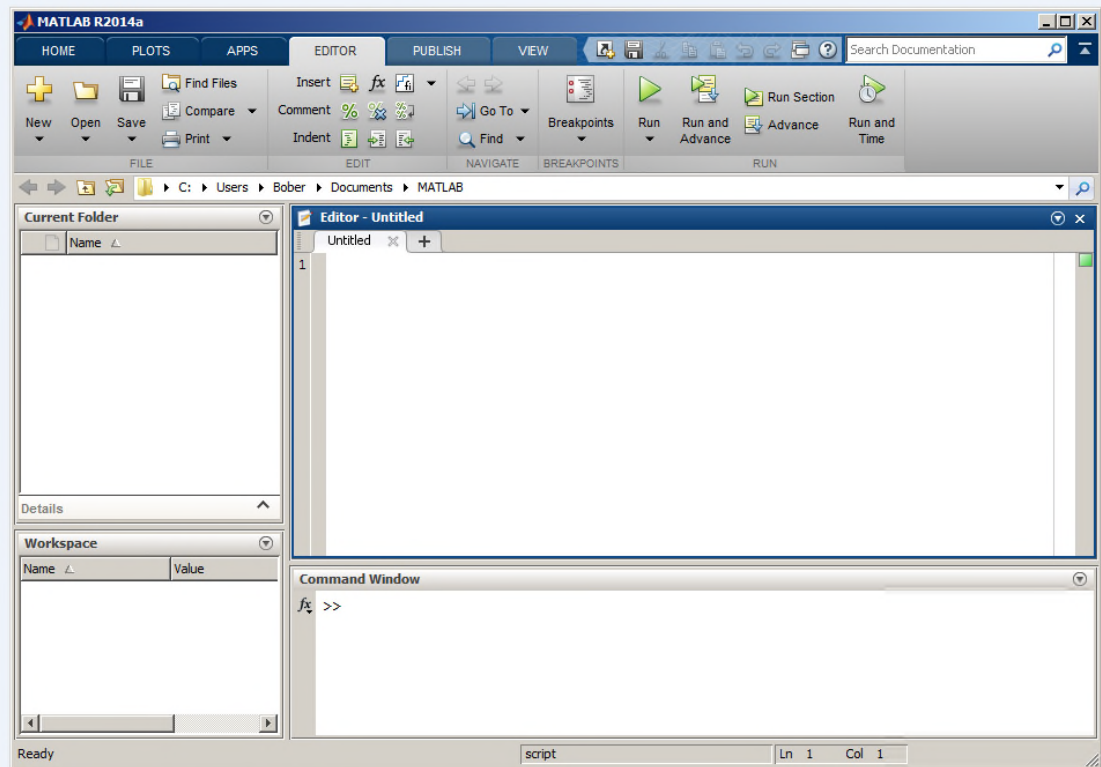 MATLAB R2014a
HOME PLOTS APPS EDITOR PUBLISH VIEW Search Documentation
New Open Save
Find Files
Compare
Print
FILE
Insert fx
Comment
Indent
EDIT
Go To
Find
NAVIGATE
Breakpoints
BREAKPOINTS
Run Run and Advance
Run Section
Advance
Run and Time
RUN
C: Users Bober Documents MATLAB
Current Folder
Name
Details
Workspace
Name Value
Editor - Untitled
Untitled
1
Command Window
fx >>
Ready script Ln 1 Col 1